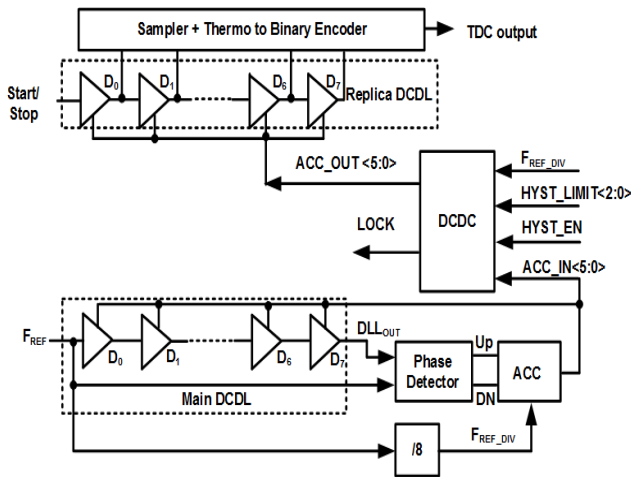 Sampler + Thermo to Binary Encoder
TDC output
D0 D1 D6 D7
Start/
Stop
Replica DCDL
ACC_OUT <5:0>
LOCK
DCDC
FREF_DIV
HYST_LIMIT<2:0>
HYST_EN
ACC_IN<5:0>
FREF
D0 D1 D6 D7
Main DCDL
DLLOUT
Phase
Detector
Up
DN
ACC
/8
FREF_DIV